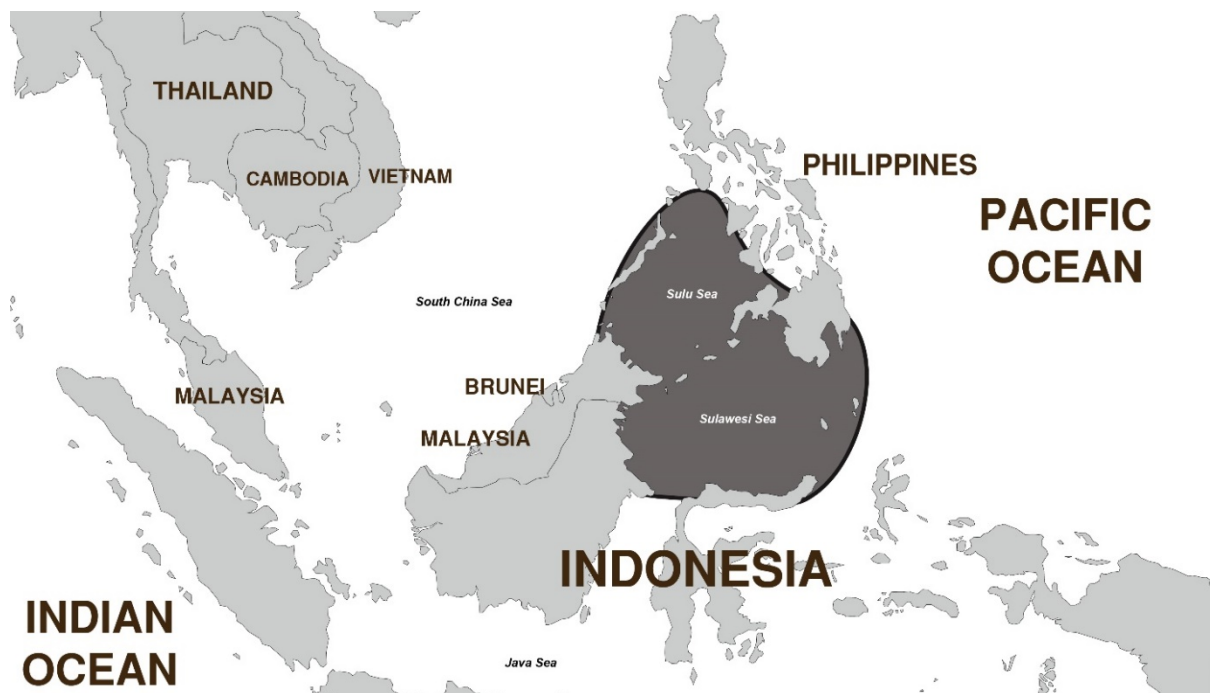 THAILAND
CAMBODIA
VIETNAM
PHILIPPINES
PACIFIC
OCEAN
South China Sea
Sulu Sea
BRUNEI
MALAYSIA
MALAYSIA
Sulawesi Sea
INDONESIA
INDIAN
OCEAN
Java Sea